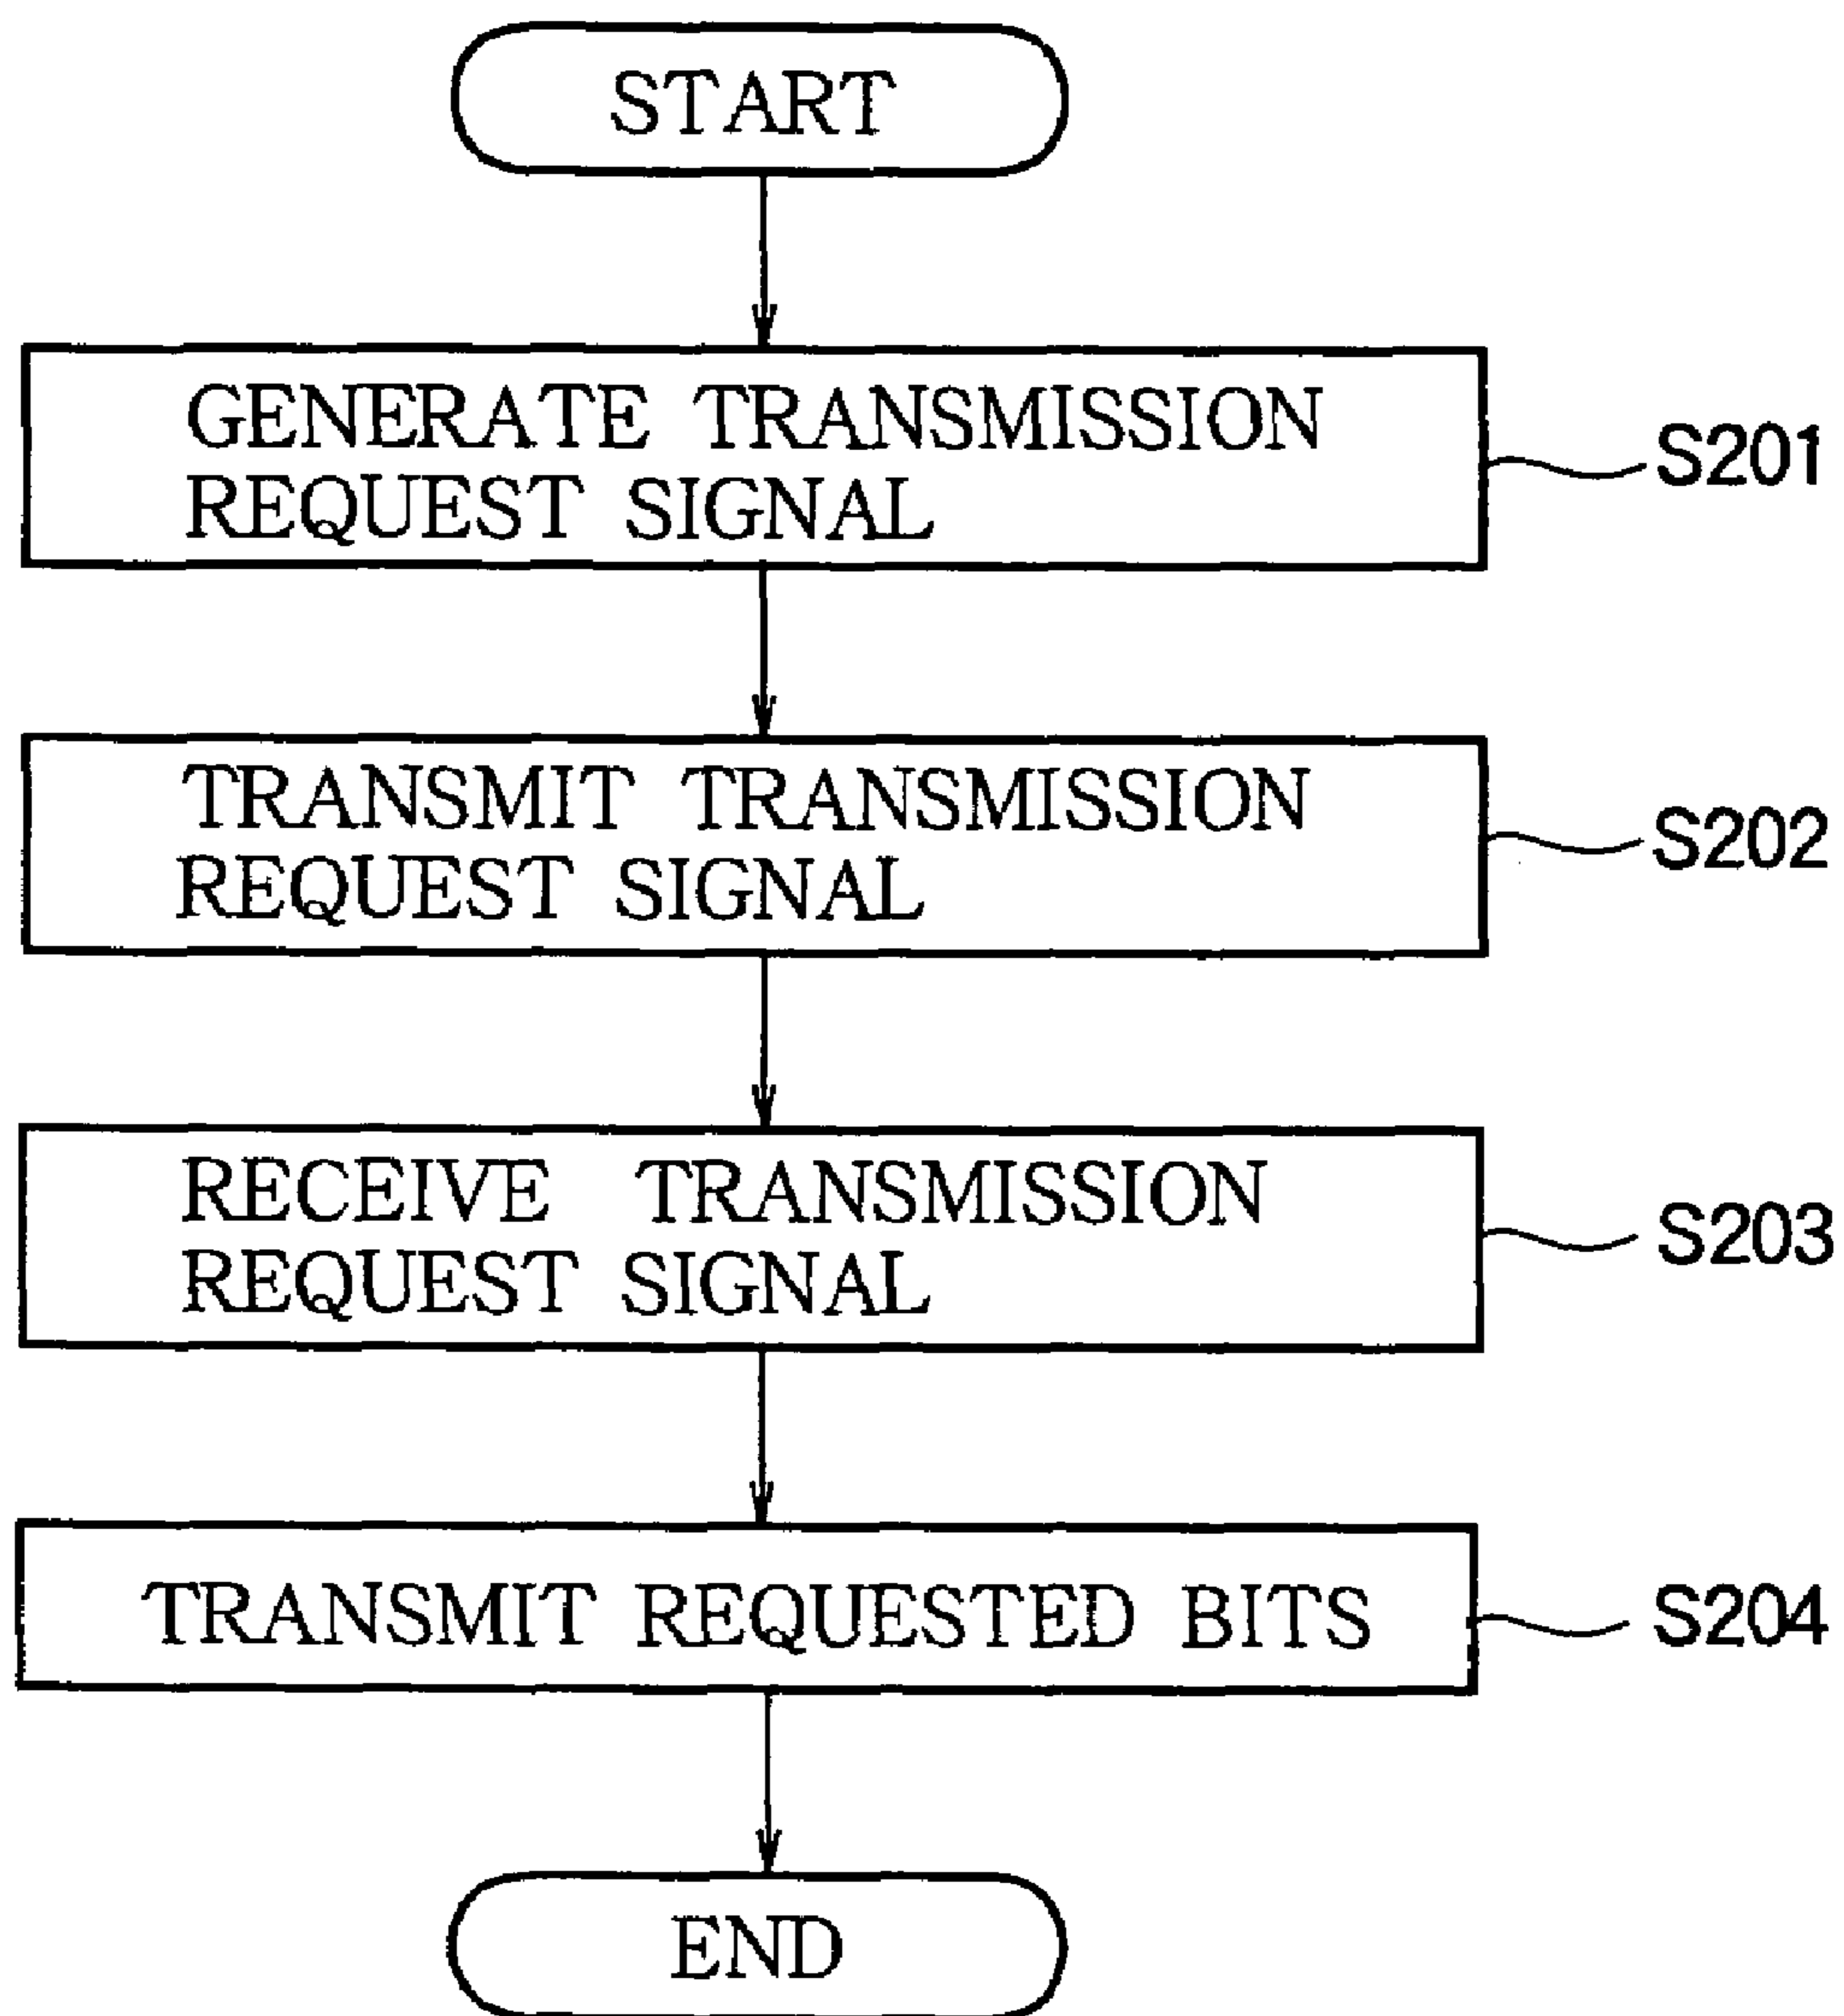 START
GENERATE TRANSMISSION
REQUEST SIGNAL
S201
TRANSMIT TRANSMISSION
REQUEST SIGNAL
S202
RECEIVE TRANSMISSION
REQUEST SIGNAL
S203
TRANSMIT REQUESTED BITS
S204
END